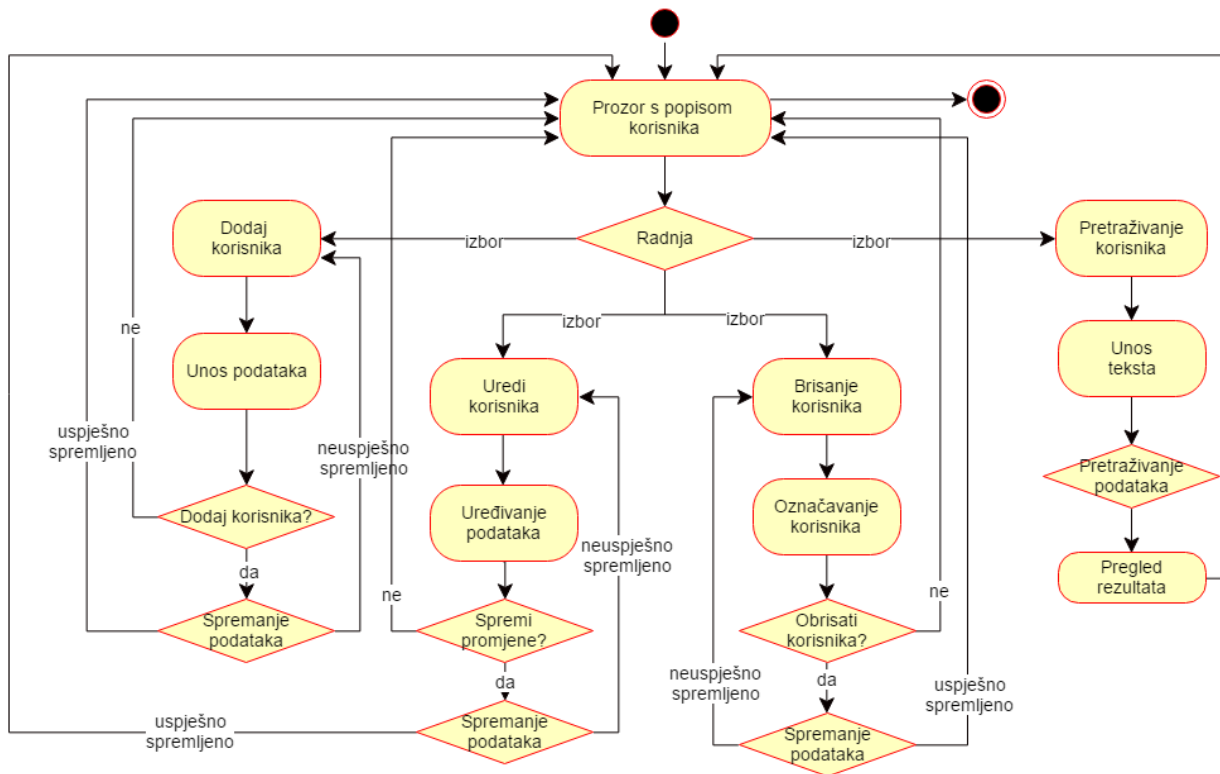 Prozor s popisom
korisnika
Radnja
izbor
izbor
izbor
izbor
Dodaj
korisnika
Unos podataka
Dodaj korisnika?
ne
da
Spremanje
podataka
uspješno
spremljeno
neuspješno
spremljeno
Uredi
korisnika
Uređivanje
podataka
Spremi
promjene?
ne
da
Spremanje
podataka
uspješno
spremljeno
neuspješno
spremljeno
Brisanje
korisnika
Označavanje
korisnika
Obrisati
korisnika?
ne
da
Spremanje
podataka
neuspješno
spremljeno
uspješno
spremljeno
Pretraživanje
korisnika
Unos
teksta
Pretraživanje
podataka
Pregled
rezultata